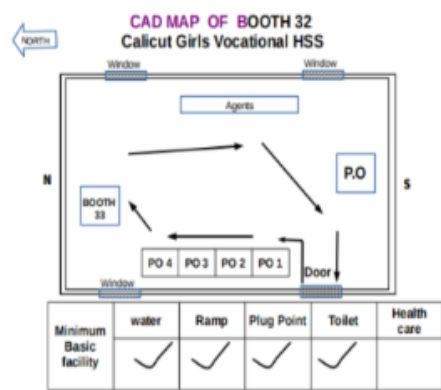 CAD MAP OF BOOTH 32
Calicut Girls Vocational HSS
NORTH
Window
Window
Agents
N
P.O
S
BOOTH
33
PO 4
PO 3
PO 2
PO 1
Door
Window
Minimum
Basic
facility
water
Ramp
Plug Point
Toilet
Health
care